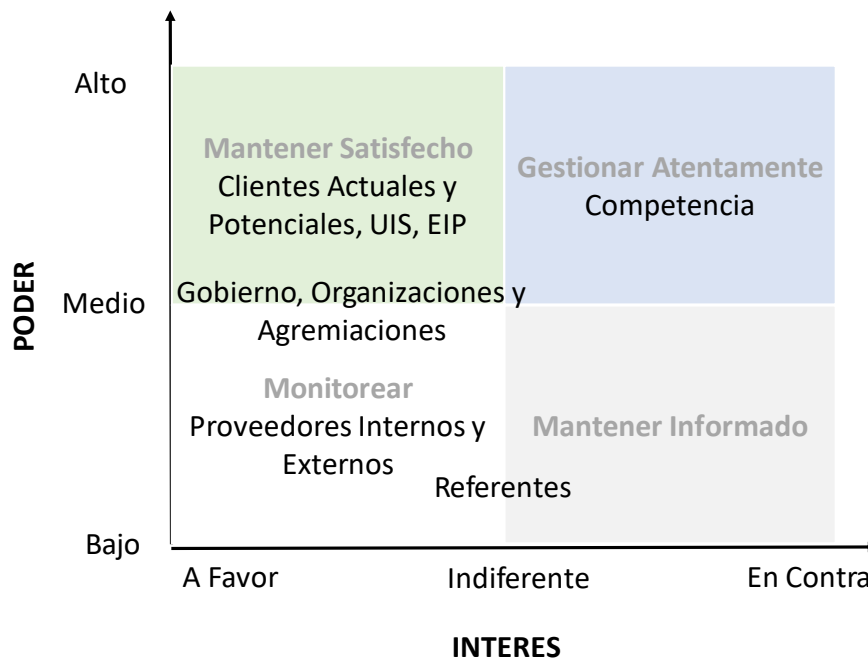 Alto
Mantener Satisfecho
Clientes Actuales y
Potenciales, UIS, EIP
Gestionar Atentamente
Competencia
PODER
Medio
Gobierno, Organizaciones y
Agremiaciones
Monitorear
Proveedores Internos y
Externos
Mantener Informado
Referentes
Bajo
A Favor
Indiferente
En Contra
INTERES